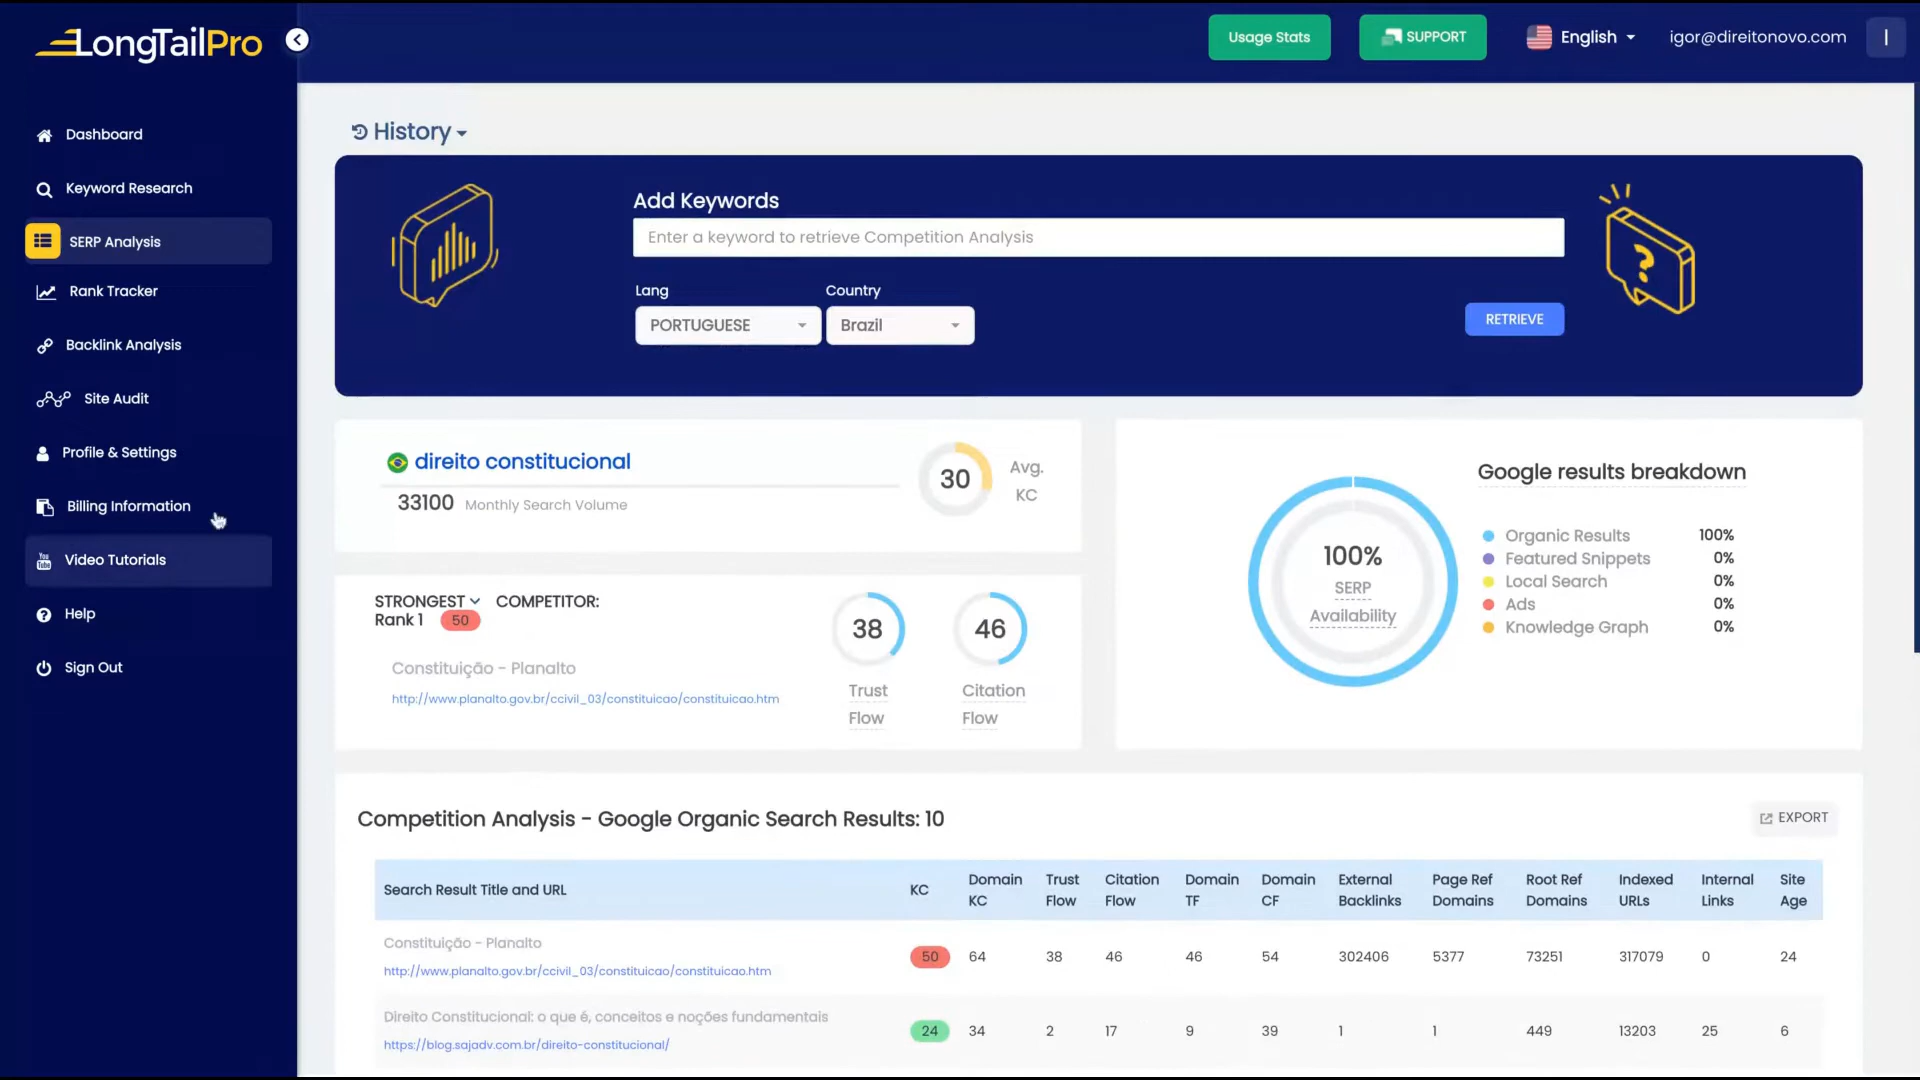 LongTailPro
Usage Stats
SUPPORT
English
igor@direitonovo.com
I
Dashboard
Keyword Research
SERP Analysis
Rank Tracker
Backlink Analysis
Site Audit
Profile & Settings
Billing Information
You
Tube
Video Tutorials
Help
Sign Out
History
Add Keywords
Enter a keyword to retrieve Competition Analysis
Lang
Country
PORTUGUESE
Brazil
RETRIEVE
?
direito constitucional
33100 Monthly Search Volume
30
Avg.
KC
STRONGEST COMPETITOR:
Rank 1 50
Constituição - Planalto
http://www.planalto.gov.br/ccivil_03/constituicao/constituicao.htm
38
Trust
Flow
46
Citation
Flow
100%
SERP
Availability
Google results breakdown
Organic Results 100%
Featured Snippets 0%
Local Search 0%
Ads 0%
Knowledge Graph 0%
Competition Analysis - Google Organic Search Results: 10
EXPORT
Search Result Title and URL KC Domain KC Trust Flow Citation Flow Domain TF Domain CF External Backlinks Page Ref Domains Root Ref Domains Indexed URLs Internal Links Site Age
Constituição - Planalto
http://www.planalto.gov.br/ccivil_03/constituicao/constituicao.htm
50 64 38 46 46 54 302406 5377 73251 317079 0 24
Direito Constitucional: o que é, conceitos e noções fundamentais
https://blog.sajadv.com.br/direito-constitucional/
24 34 2 17 9 39 1 1 449 13203 25 6